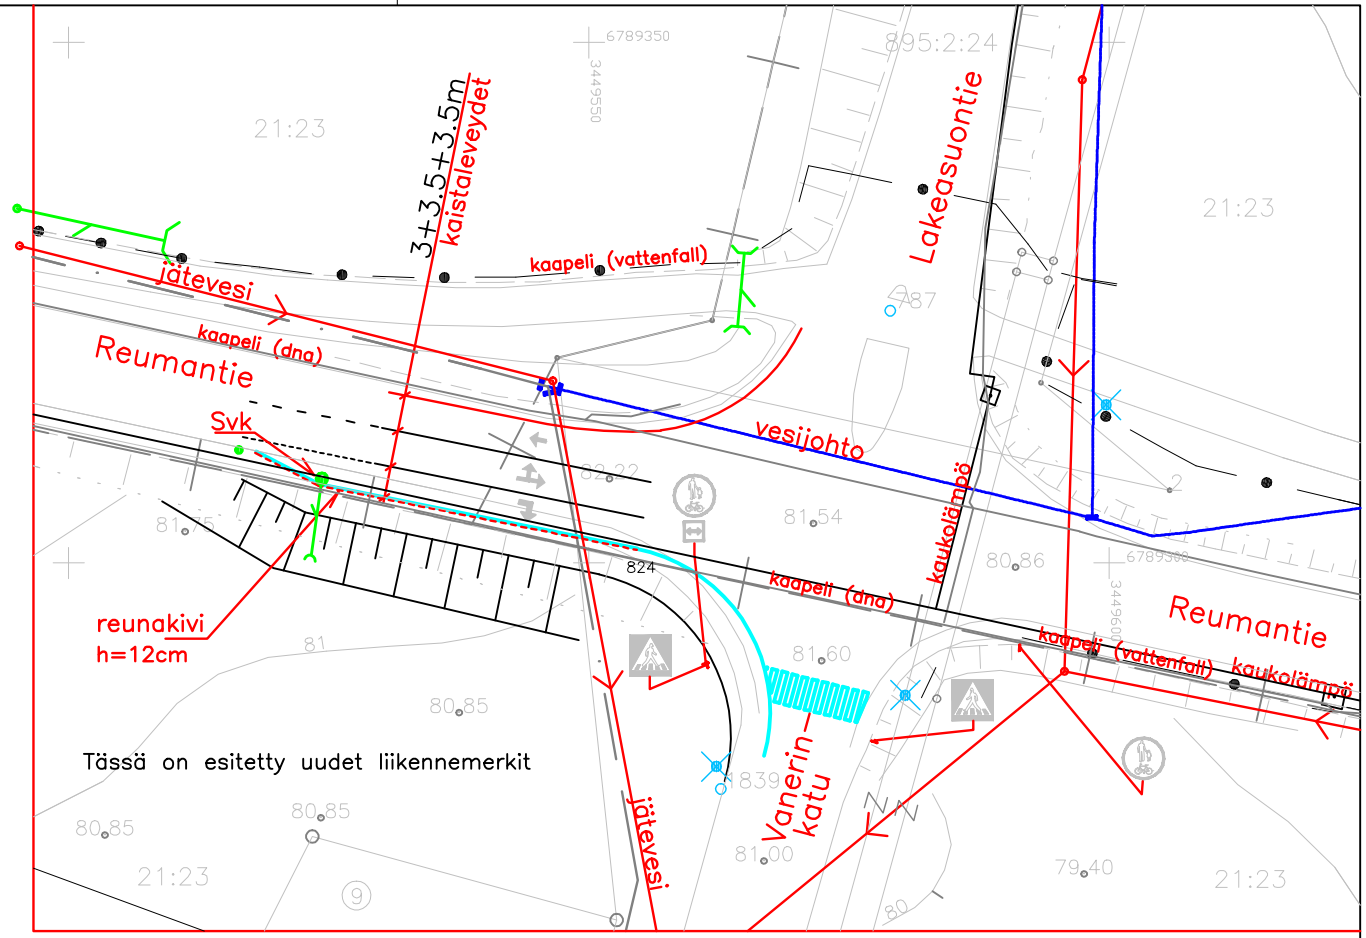 6789350
3449550
895:2:24
21:23
3+3.5+3.5m
kaistaleveydet
Lakeasuontie
21:23
jätevesi
kaapeli (vattenfall)
787
kaapeli (dna)
Reumantie
Svk
vesijohto
82.22
2
81.75
81.54
kaukolämpö
80.86
6789300
3449600
824
kaapeli (dna)
reunakivi
h=12cm
81
81.60
Reumantie
kaapeli (vattenfall)
kaukolämpö
80.85
Tässä on esitetty uudet liikennemerkit
1839
Vanerin-
katu
jätevesi
80.85
80.85
81.00
79.40
21:23
9
80
21:23